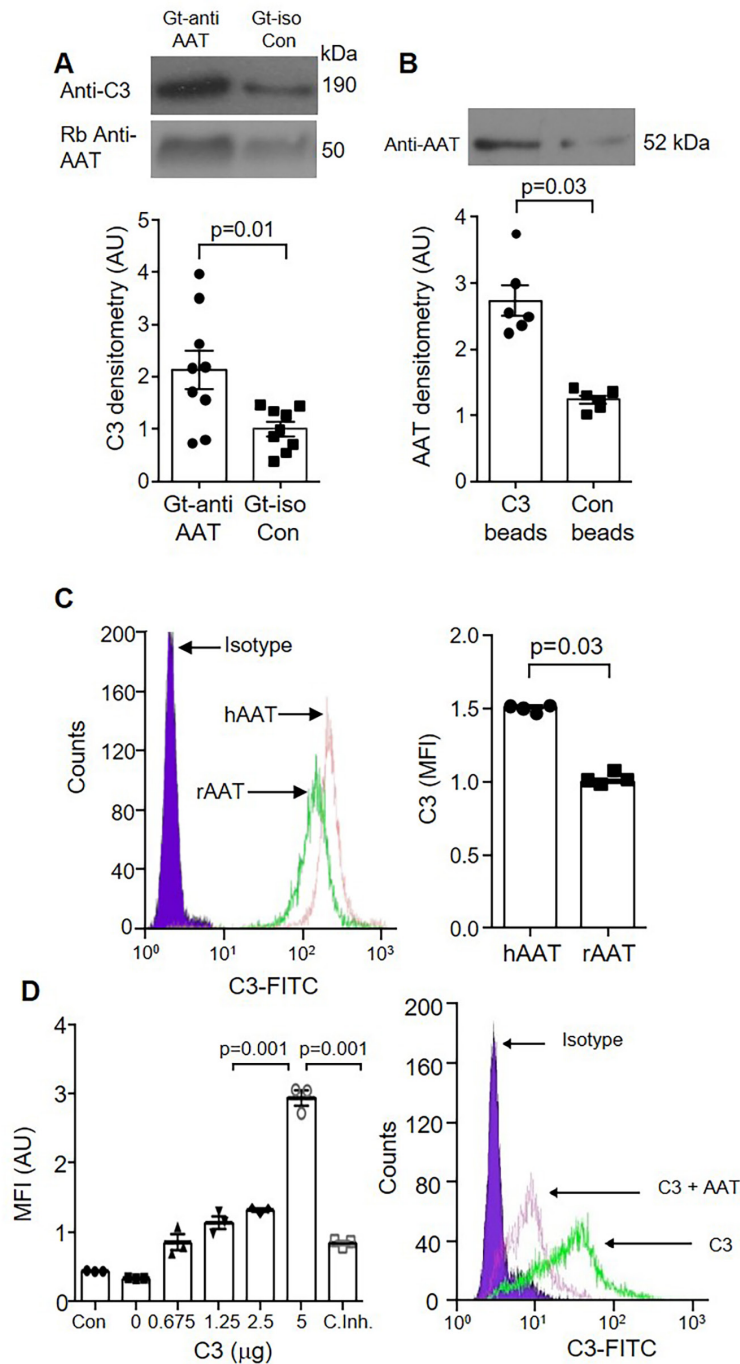 Gt-anti Gt-iso
AAT Con
kDa
A
Anti-C3 190
Rb Anti-
AAT 50
C3 densitometry (AU)
5
4
3
2
1
0
p=0.01
Gt-anti Gt-iso
AAT Con
B
Anti-AAT 52 kDa
AAT densitometry (AU)
4
3
2
1
0
p=0.03
C3 Con
beads beads
C
Counts
200
160
120
80
40
0
Isotype
hAAT
rAAT
10⁰ 10¹ 10² 10³
C3-FITC
C3 (MFI)
2.0
1.5
1.0
0.5
0.0
p=0.03
hAAT rAAT
D
MFI (AU)
4
3
2
1
0
p=0.001 p=0.001
Con 0 0.675 1.25 2.5 5 C.Inh.
C3 (µg)
Counts
200
160
120
80
40
0
Isotype
C3 + AAT
C3
10⁰ 10¹ 10² 10³
C3-FITC